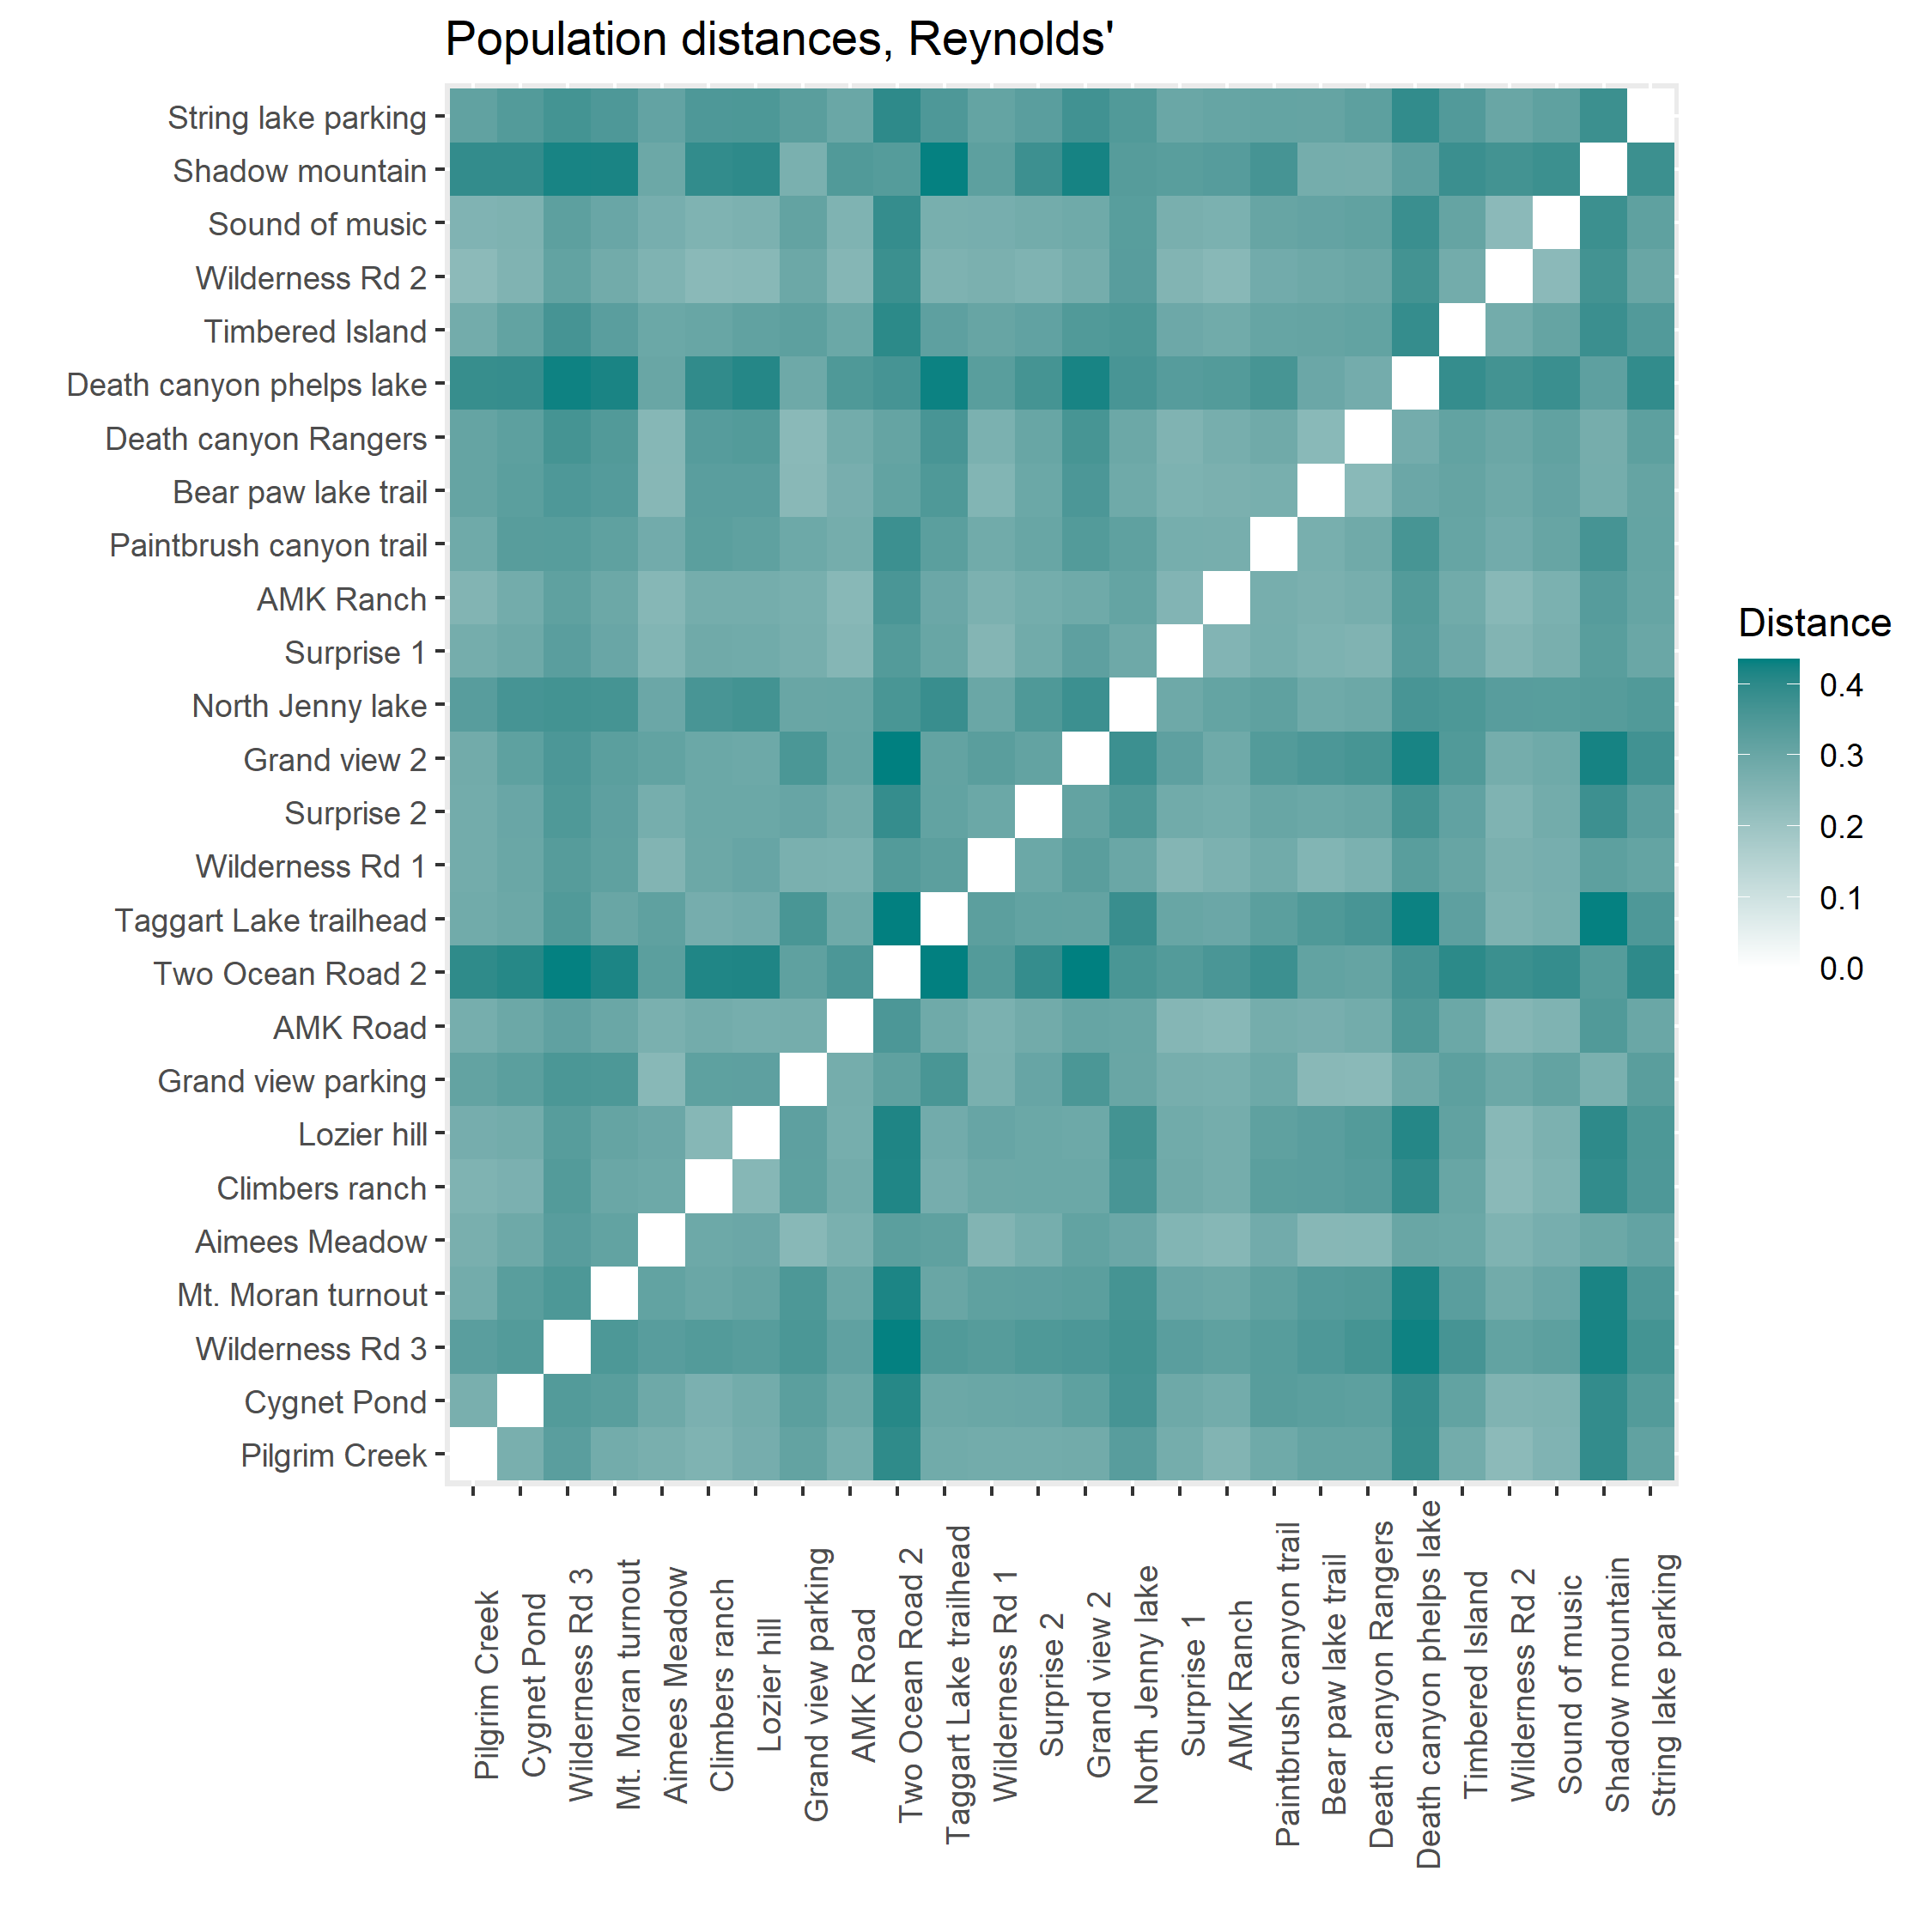 Population distances, Reynolds'
String lake parking
Shadow mountain
Sound of music
Wilderness Rd 2
Timbered Island
Death canyon phelps lake
Death canyon Rangers
Bear paw lake trail
Paintbrush canyon trail
AMK Ranch
Surprise 1
North Jenny lake
Grand view 2
Surprise 2
Wilderness Rd 1
Taggart Lake trailhead
Two Ocean Road 2
AMK Road
Grand view parking
Lozier hill
Climbers ranch
Aimees Meadow
Mt. Moran turnout
Wilderness Rd 3
Cygnet Pond
Pilgrim Creek
Pilgrim Creek
Cygnet Pond
Wilderness Rd 3
Mt. Moran turnout
Aimees Meadow
Climbers ranch
Lozier hill
Grand view parking
AMK Road
Two Ocean Road 2
Taggart Lake trailhead
Wilderness Rd 1
Surprise 2
Grand view 2
North Jenny lake
Surprise 1
AMK Ranch
Paintbrush canyon trail
Bear paw lake trail
Death canyon Rangers
Death canyon phelps lake
Timbered Island
Wilderness Rd 2
Sound of music
Shadow mountain
String lake parking
Distance
0.4
0.3
0.2
0.1
0.0